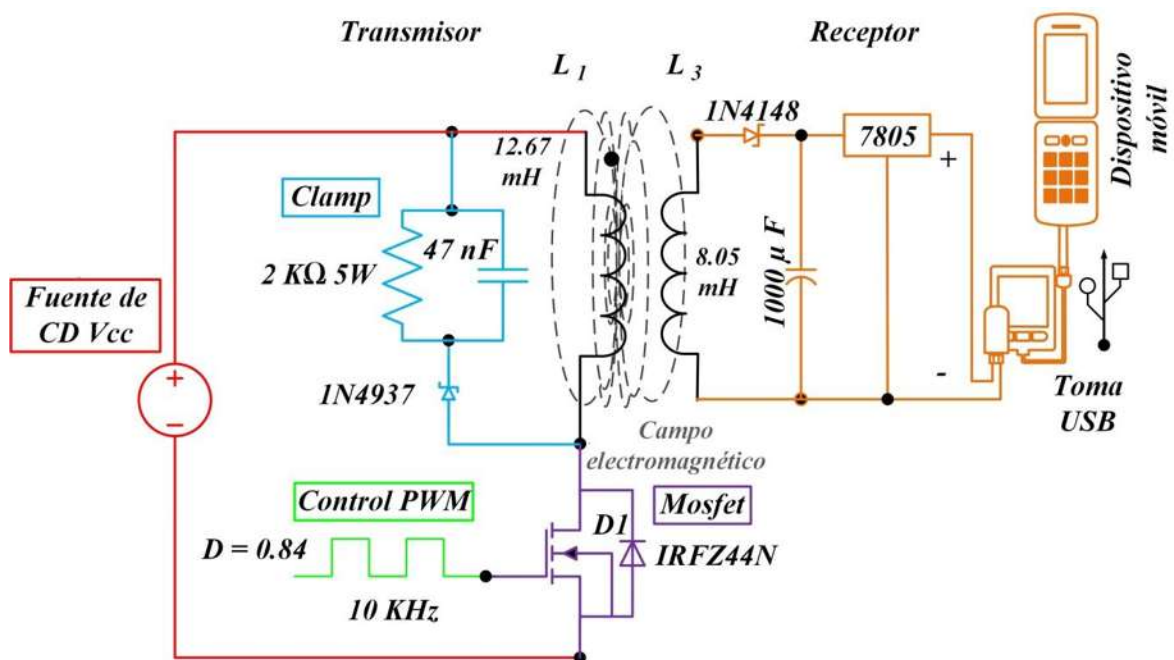 Transmisor
Receptor
L 1
L 3
12.67
mH
8.05
mH
1N4148
7805
+
-
1000 μ F
Dispositivo
móvil
Toma
USB
Clamp
2 KΩ 5W
47 nF
1N4937
Fuente de
CD Vcc
+
−
Campo
electromagnético
Control PWM
D = 0.84
10 KHz
Mosfet
D1
IRFZ44N